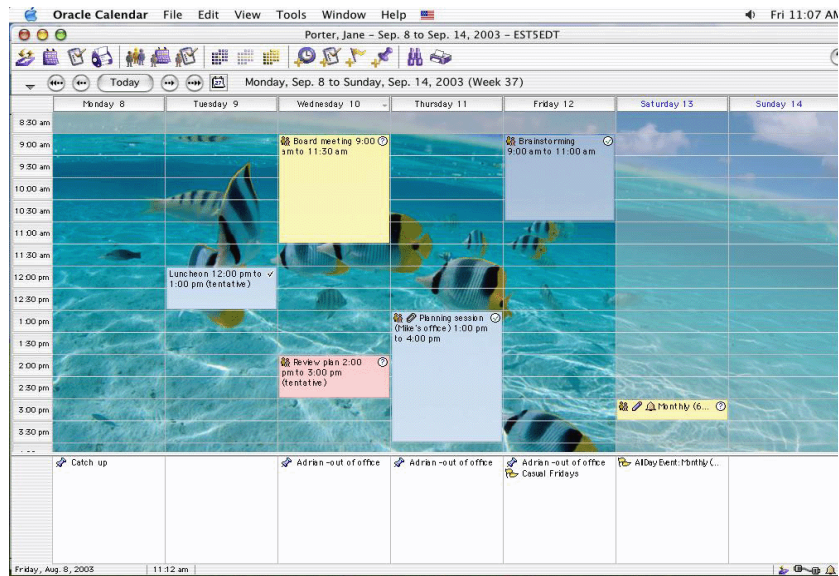 Oracle Calendar File Edit View Tools Window Help Fri 11:07 AM
Porter, Jane – Sep. 8 to Sep. 14, 2003 – EST5EDT
Today Monday, Sep. 8 to Sunday, Sep. 14, 2003 (Week 37)
Monday 8 Tuesday 9 Wednesday 10 Thursday 11 Friday 12 Saturday 13 Sunday 14
8:30 am
9:00 am
9:30 am
10:00 am
10:30 am
11:00 am
11:30 am
12:00 pm
12:30 pm
1:00 pm
1:30 pm
2:00 pm
2:30 pm
3:00 pm
3:30 pm
Luncheon 12:00 pm to
1:00 pm (tentative)
Board meeting 9:00
am to 11:30 am
Review plan 2:00
pm to 3:00 pm
(tentative)
Planning session
(Mike's office) 1:00 pm
to 4:00 pm
Brainstorming
9:00 am to 11:00 am
Monthly (6...
Catch up
Adrian -out of office
Adrian -out of office
Adrian -out of office
Casual Fridays
All Day Event: Monthly (...
Friday, Aug. 8, 2003 11:12 am